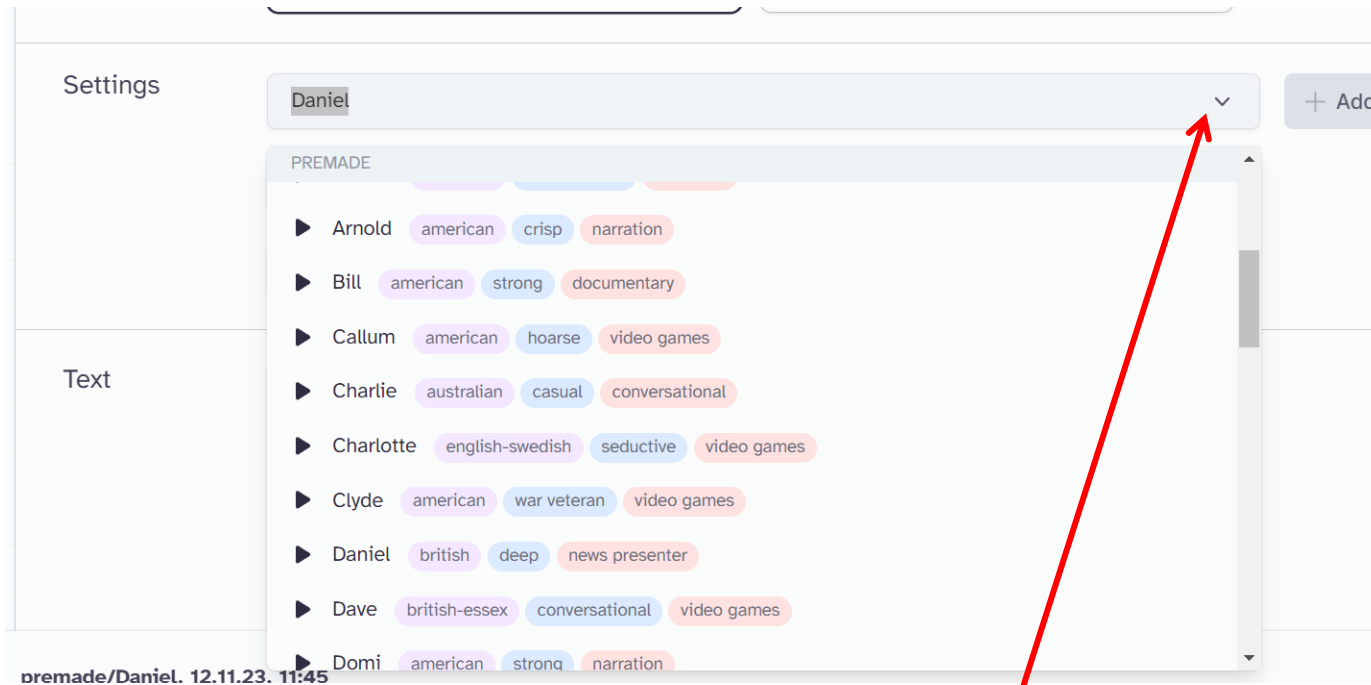 Settings
Daniel
+ Add
PREMADE
Arnold american crisp narration
Bill american strong documentary
Callum american hoarse video games
Text
Charlie australian casual conversational
Charlotte english-swedish seductive video games
Clyde american war veteran video games
Daniel british deep news presenter
Dave british-essex conversational video games
Domi american strong narration
premade/Daniel, 12.11.23, 11:45